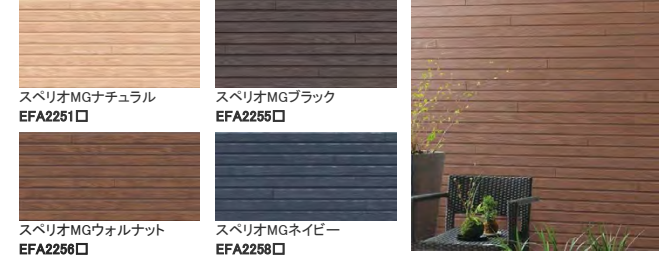 スペリオMGナチュラル
EFA2251□
スペリオMGブラック
EFA2255□
スペリオMGウォルナット
EFA2256□
スペリオMGネイビー
EFA2258□